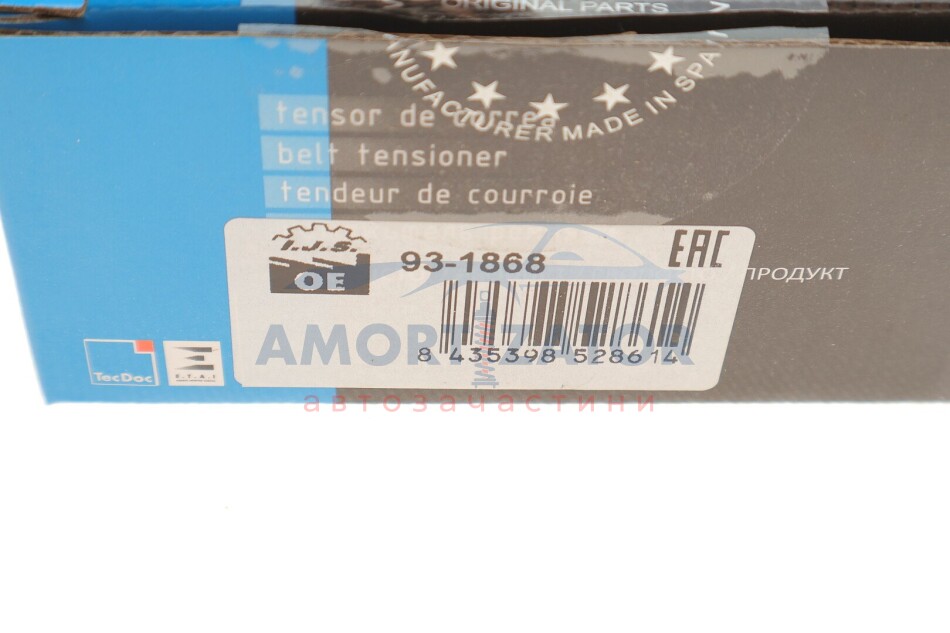 ORIGINAL PARTS
MANUFACTURER MADE IN SPAIN
tensor de correa
belt tensioner
tendeur de courroie
I.J.S.
OE
93-1868
EAC
ПРОДУКТ
AMORTIZATOR
8 435398 528614
TecDoc
E.T.A.I
автозапчастини